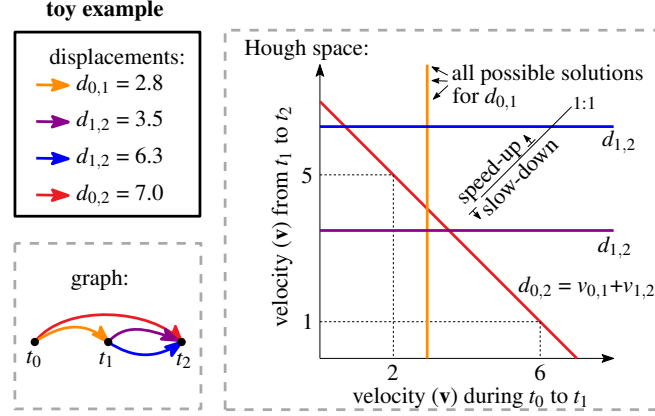 toy example
displacements:
d0,1 = 2.8
d1,2 = 3.5
d1,2 = 6.3
d0,2 = 7.0
graph:
t0
t1
t2
Hough space:
all possible solutions
for d0,1
1:1
speed-up
slow-down
d1,2
d1,2
d0,2 = v0,1+v1,2
velocity (v) from t1 to t2
5
1
2
6
velocity (v) during t0 to t1